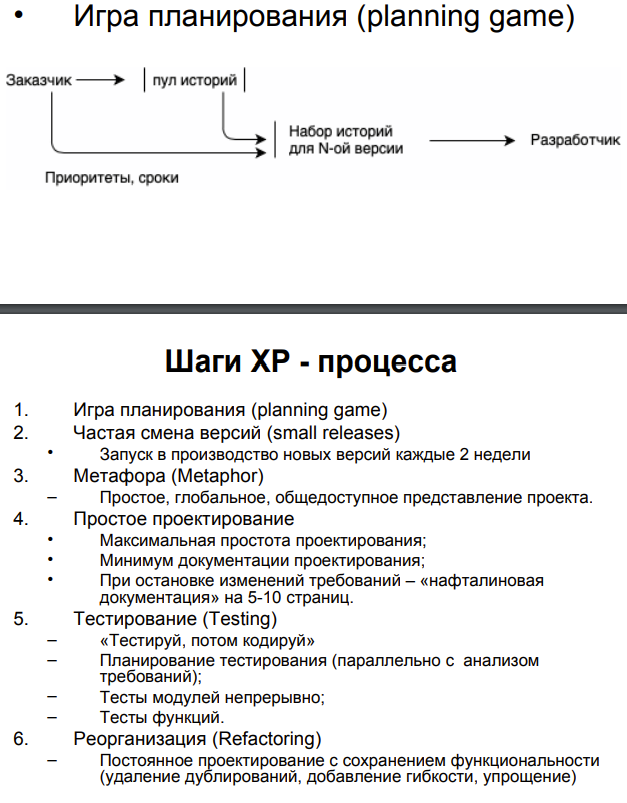 • Игра планирования (planning game)
Заказчик
пул историй
Набор историй
для N-ой версии
Разработчик
Приоритеты, сроки
Шаги XP - процесса
1. Игра планирования (planning game)
2. Частая смена версий (small releases)
• Запуск в производство новых версий каждые 2 недели
3. Метафора (Metaphor)
– Простое, глобальное, общедоступное представление проекта.
4. Простое проектирование
• Максимальная простота проектирования;
• Минимум документации проектирования;
• При остановке изменений требований – «нафталиновая
документация» на 5-10 страниц.
5. Тестирование (Testing)
– «Тестируй, потом кодируй»
– Планирование тестирования (параллельно с анализом
требований);
– Тесты модулей непрерывно;
– Тесты функций.
6. Реорганизация (Refactoring)
– Постоянное проектирование с сохранением функциональности
(удаление дублирований, добавление гибкости, упрощение)